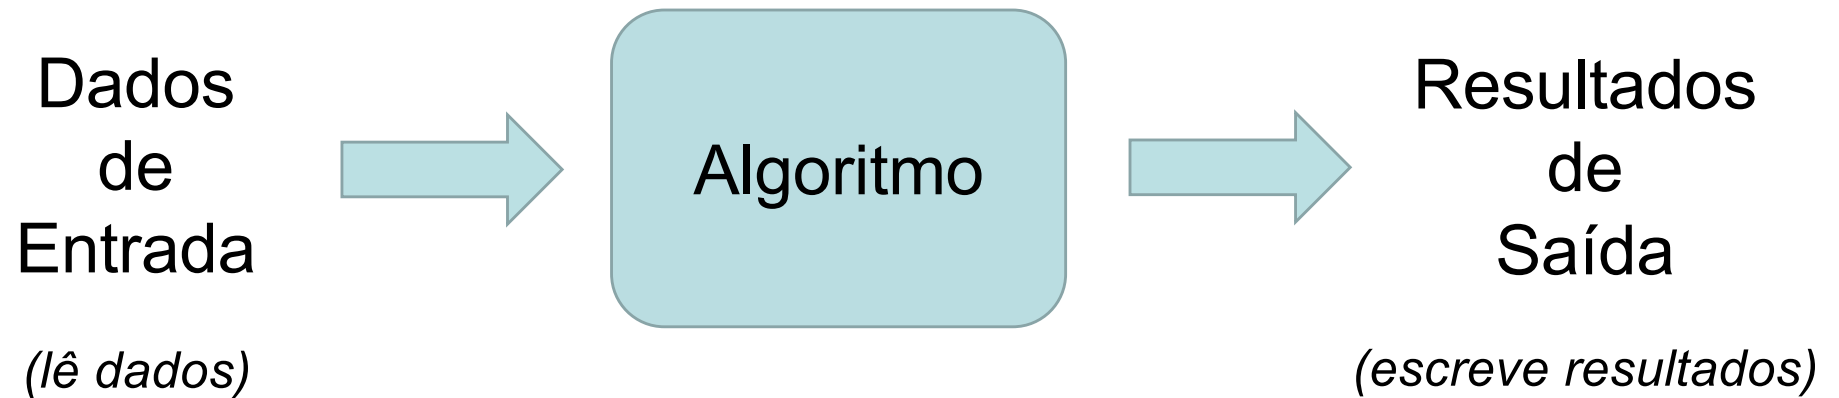 Dados
de
Entrada
(lê dados)
Algoritmo
Resultados
de
Saída
(escreve resultados)